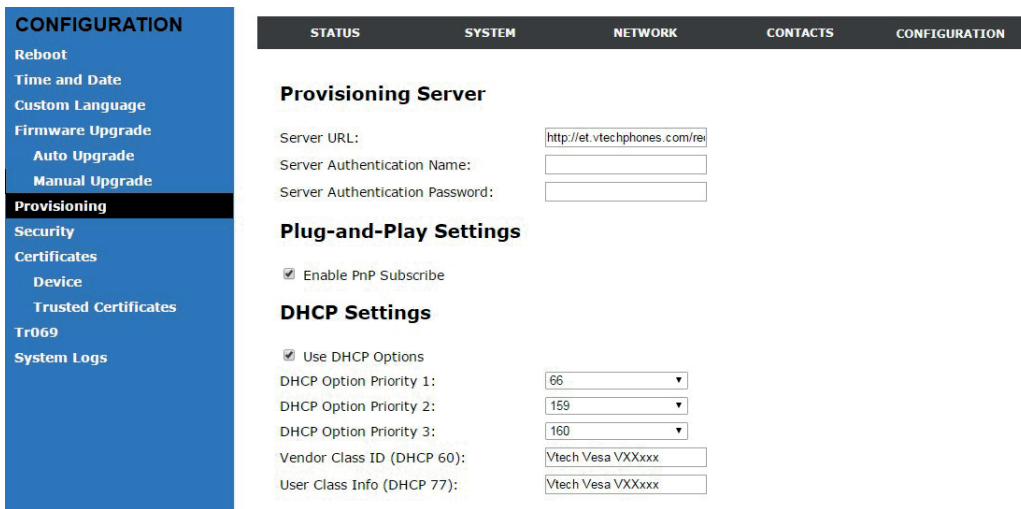 CONFIGURATION
Reboot
Time and Date
Custom Language
Firmware Upgrade
Auto Upgrade
Manual Upgrade
Provisioning
Security
Certificates
Device
Trusted Certificates
Tr069
System Logs
STATUS SYSTEM NETWORK CONTACTS CONFIGURATION
Provisioning Server
Server URL: http://et.vtechphones.com/rec
Server Authentication Name:
Server Authentication Password:
Plug-and-Play Settings
Enable PnP Subscribe
DHCP Settings
Use DHCP Options
DHCP Option Priority 1: 66
DHCP Option Priority 2: 159
DHCP Option Priority 3: 160
Vendor Class ID (DHCP 60): Vtech Vesa VXXxxx
User Class Info (DHCP 77): Vtech Vesa VXXxxx